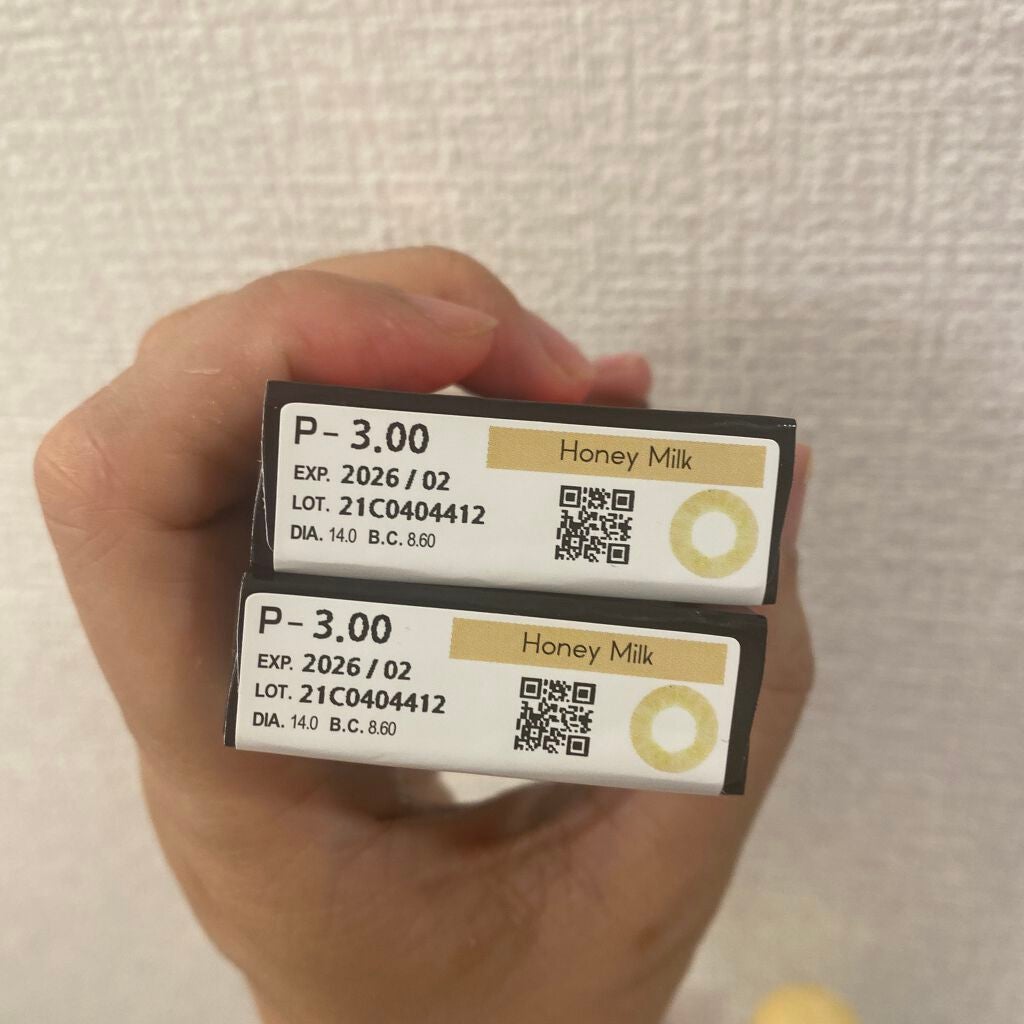 P- 3.00
Honey Milk
EXP. 2026 / 02
LOT. 21C0404412
DIA. 14.0 B.C. 8.60
P- 3.00
Honey Milk
EXP. 2026 / 02
LOT. 21C0404412
DIA. 14.0 B.C. 8.60